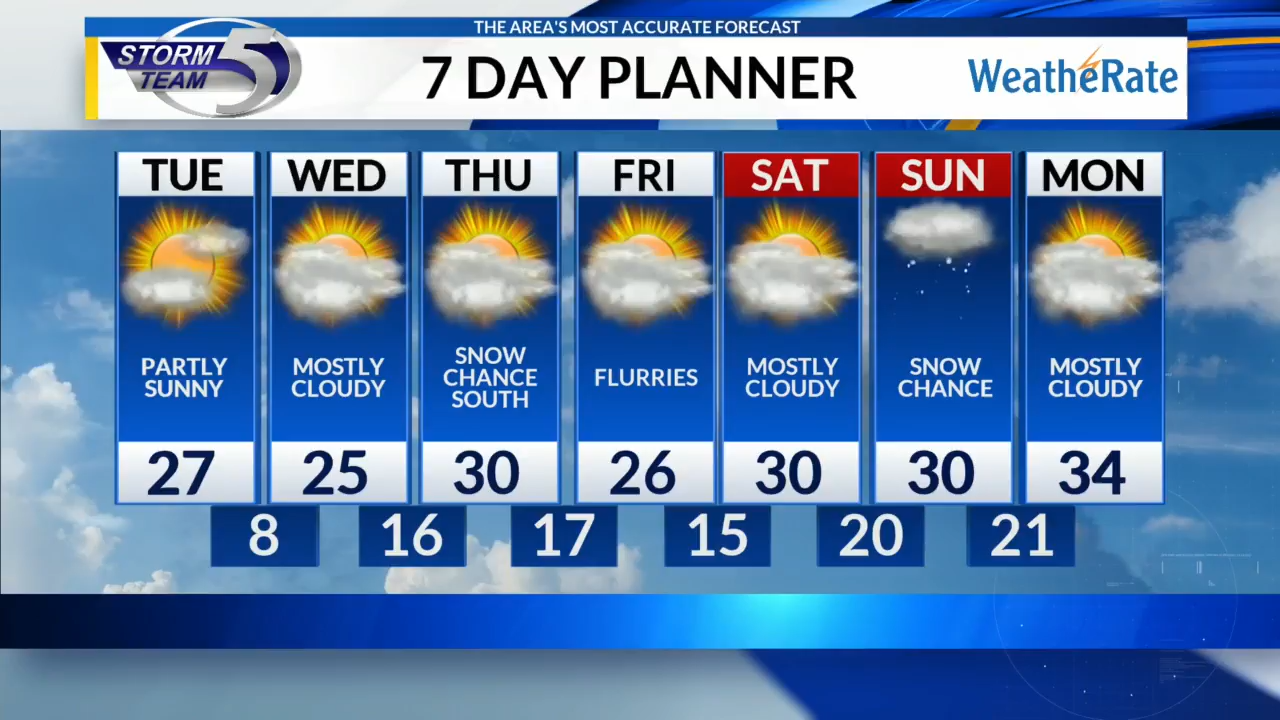 THE AREA'S MOST ACCURATE FORECAST
STORM
TEAM
5
7 DAY PLANNER
WeatheRate
TUE
WED
THU
FRI
SAT
SUN
MON
PARTLY
SUNNY
MOSTLY
CLOUDY
SNOW
CHANCE
SOUTH
FLURRIES
MOSTLY
CLOUDY
SNOW
CHANCE
MOSTLY
CLOUDY
27
25
30
26
30
30
34
8
16
17
15
20
21